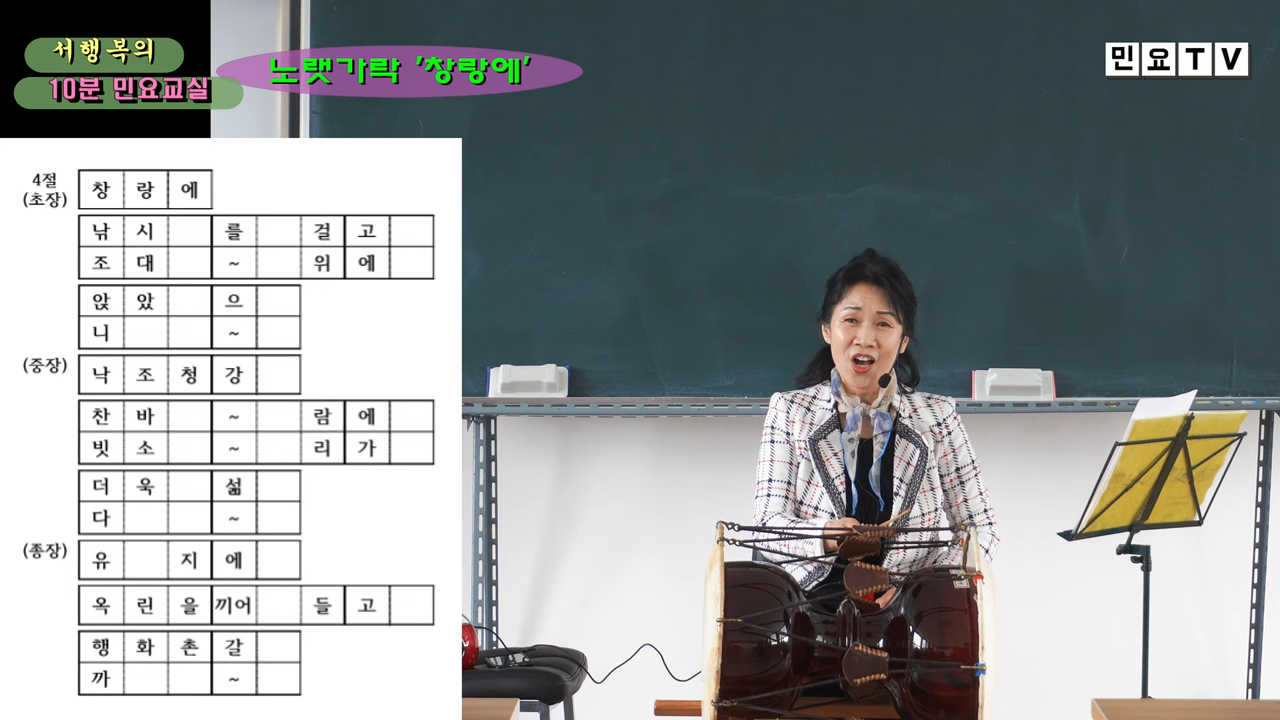 서행복의
10분 민요교실
노랫가락 '창랑에'
민요TV
4절
(초장)
창 랑 에
낚 시 를 걸 고
조 대 ~ 위 에
앉 았 으
니 ~
(중장)
낙 조 청 강
찬 바 ~ 람 에
빗 소 ~ 리 가
더 욱 섧
다 ~
(종장)
유 지 에
옥 린 을 끼어 들 고
행 화 촌 갈
까 ~